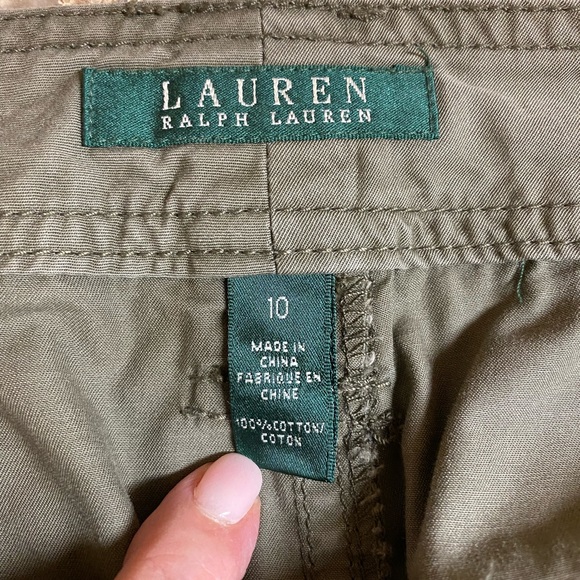 LAUREN
RALPH LAUREN
10
MADE IN
CHINA
FABRIQUE EN
CHINE
100%COTTON/
COTON